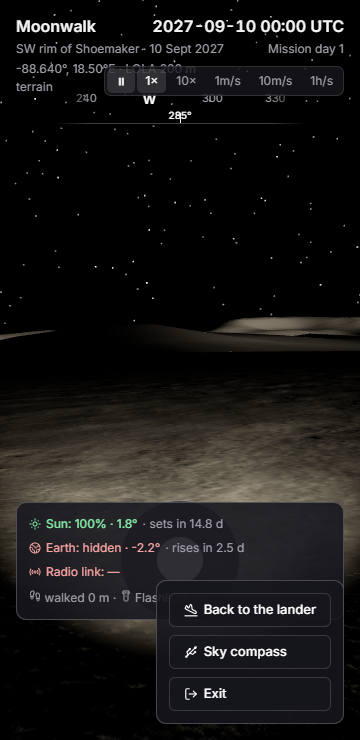 Moonwalk 2027-09-10 00:00 UTC
SW rim of Shoemaker · 10 Sept 2027 Mission day 1
-88.640°, 18.50°E · LOLA 200 m
terrain
1× 10× 1m/s 10m/s 1h/s
240 W 300 330
285°
Sun: 100% · 1.8° · sets in 14.8 d
Earth: hidden · -2.2° · rises in 2.5 d
Radio link: —
walked 0 m · Flas
Back to the lander
Sky compass
Exit